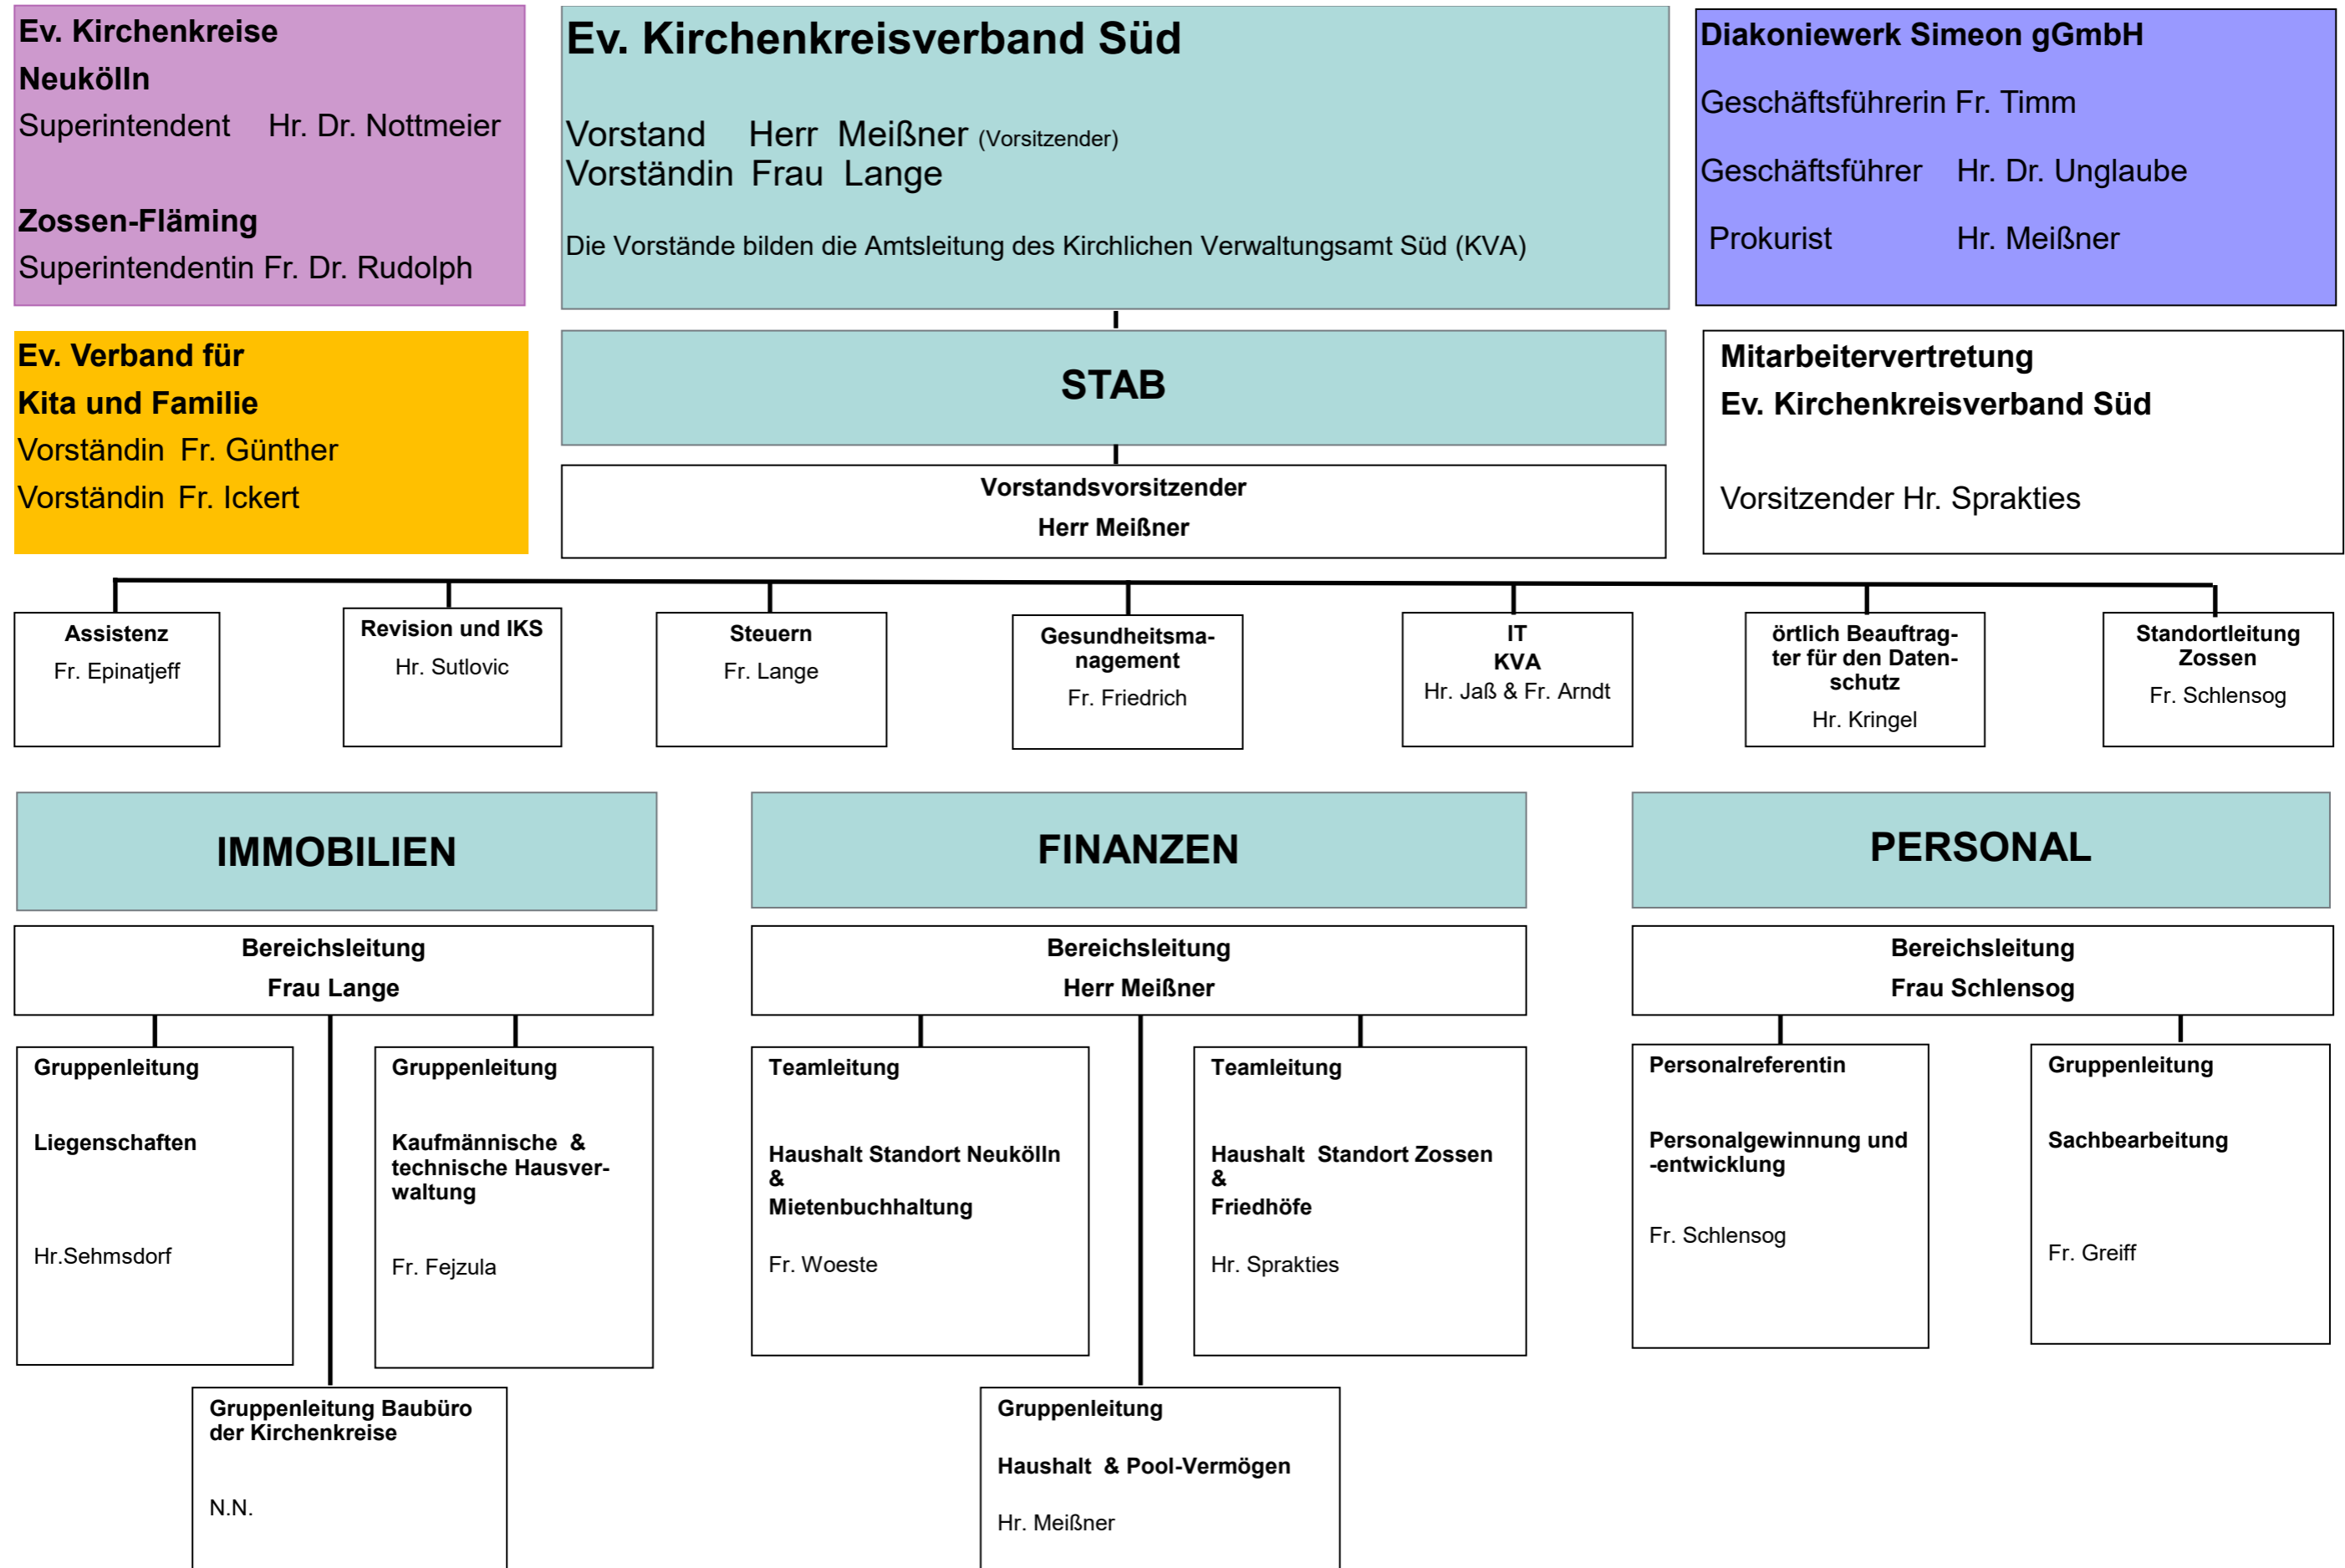 Ev. Kirchenkreise
Neukölln
Superintendent Hr. Dr. Nottmeier
Zossen-Fläming
Superintendentin Fr. Dr. Rudolph
Ev. Kirchenkreisverband Süd
Vorstand Herr Meißner (Vorsitzender)
Vorständin Frau Lange
Die Vorstände bilden die Amtsleitung des Kirchlichen Verwaltungsamt Süd (KVA)
Diakoniewerk Simeon gGmbH
Geschäftsführerin Fr. Timm
Geschäftsführer Hr. Dr. Unglaube
Prokurist Hr. Meißner
Ev. Verband für
Kita und Familie
Vorständin Fr. Günther
Vorständin Fr. Ickert
STAB
Vorstandsvorsitzender
Herr Meißner
Mitarbeitervertretung
Ev. Kirchenkreisverband Süd
Vorsitzender Hr. Sprakties
Assistenz
Fr. Epinatjeff
Revision und IKS
Hr. Sutlovic
Steuern
Fr. Lange
Gesundheitsma-
nagement
Fr. Friedrich
IT
KVA
Hr. Jaß & Fr. Arndt
örtlich Beauftrag-
ter für den Daten-
schutz
Hr. Kringel
Standortleitung
Zossen
Fr. Schlensog
IMMOBILIEN
Bereichsleitung
Frau Lange
Gruppenleitung
Liegenschaften
Hr.Sehmsdorf
Gruppenleitung
Kaufmännische &
technische Hausver-
waltung
Fr. Fejzula
Gruppenleitung Baubüro
der Kirchenkreise
N.N.
FINANZEN
Bereichsleitung
Herr Meißner
Teamleitung
Haushalt Standort Neukölln
&
Mietenbuchhaltung
Fr. Woeste
Teamleitung
Haushalt Standort Zossen
&
Friedhöfe
Hr. Sprakties
Gruppenleitung
Haushalt & Pool-Vermögen
Hr. Meißner
PERSONAL
Bereichsleitung
Frau Schlensog
Personalreferentin
Personalgewinnung und
-entwicklung
Fr. Schlensog
Gruppenleitung
Sachbearbeitung
Fr. Greiff